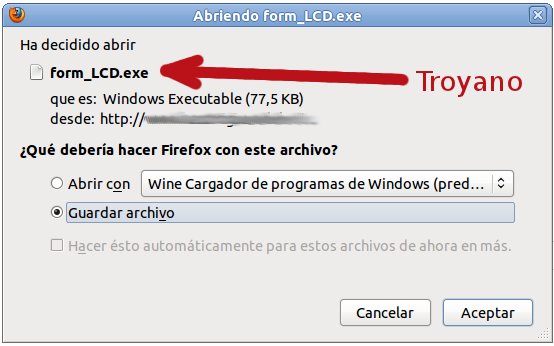 Abriendo form_LCD.exe
Ha decidido abrir
form_LCD.exe
Troyano
que es: Windows Executable (77,5 KB)
desde: http://
¿Qué debería hacer Firefox con este archivo?
Abrir con Wine Cargador de programas de Windows (pred...
Guardar archivo
Hacer ésto automáticamente para estos archivos de ahora en más.
Cancelar Aceptar